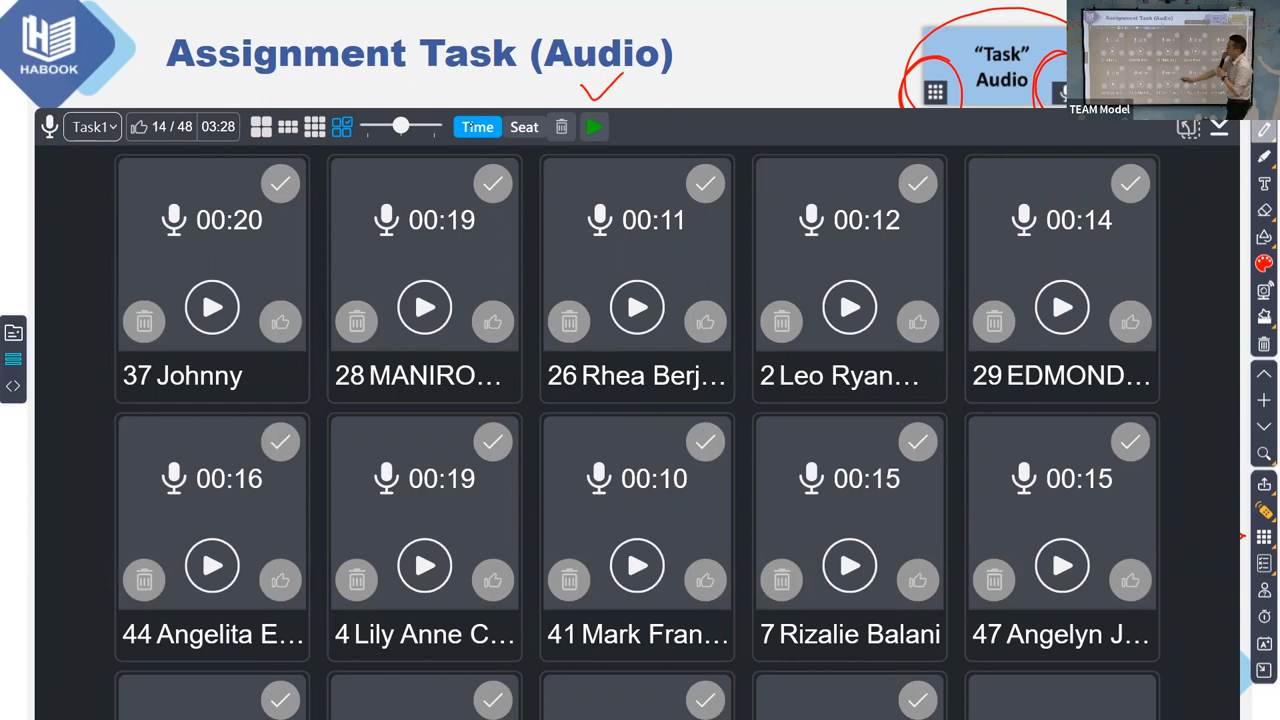 HABOOK
Assignment Task (Audio)
"Task"
Audio
Assignment Task (Audio)
TEAM Model
Task1
14 / 48
03:28
Time
Seat
00:20
00:19
00:11
00:12
00:14
37 Johnny
28 MANIRO...
26 Rhea Berj...
2 Leo Ryan...
29 EDMOND...
00:16
00:19
00:10
00:15
00:15
44 Angelita E...
4 Lily Anne C...
41 Mark Fran...
7 Rizalie Balani
47 Angelyn J...